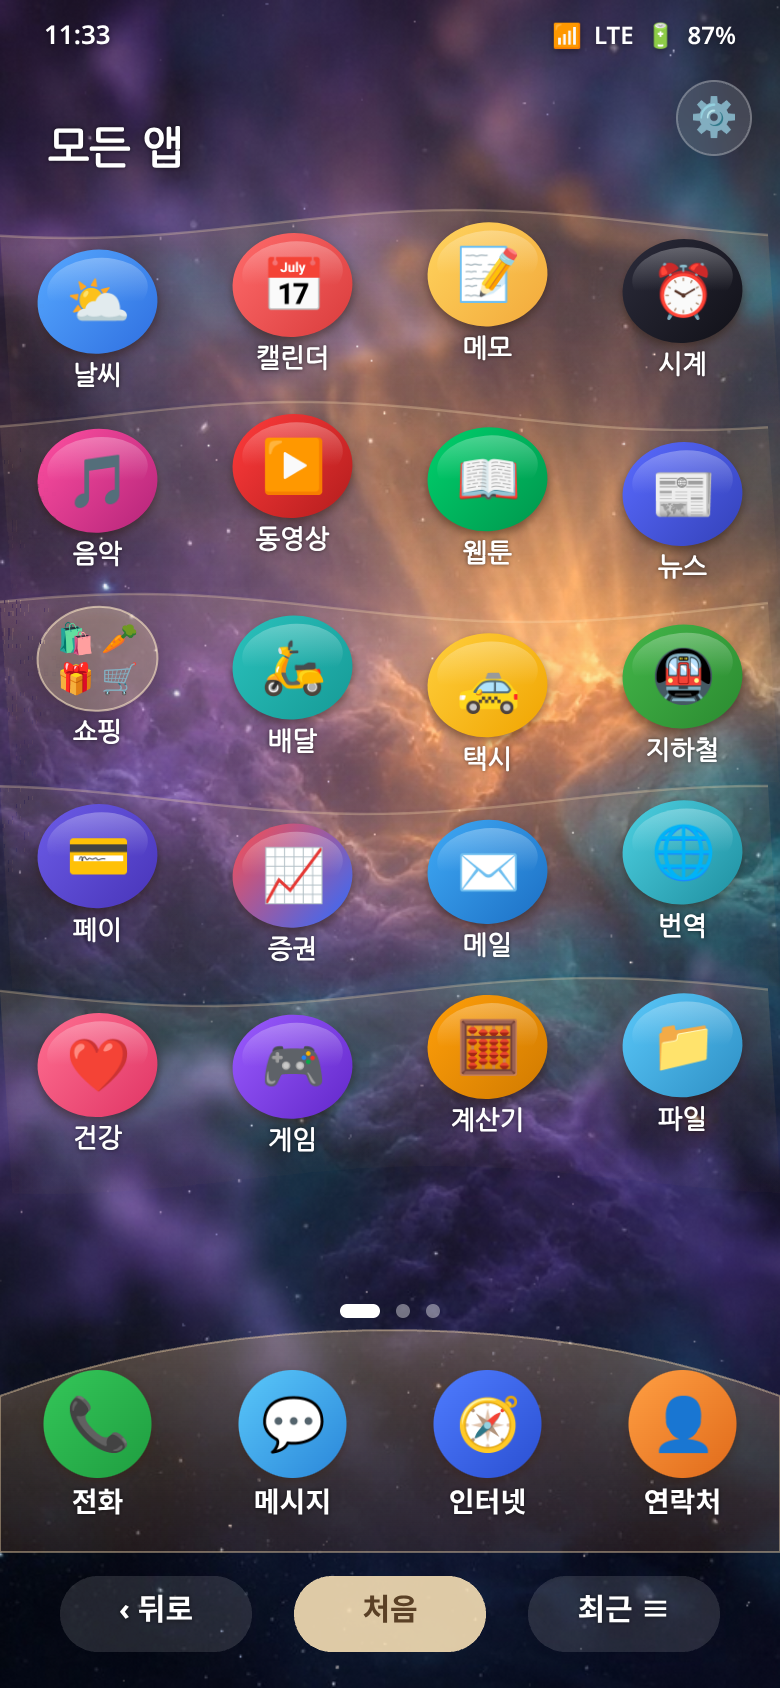 11:33 LTE 87%
모든 앱
July
17
날씨 캘린더 메모 시계
음악 동영상 웹툰 뉴스
쇼핑 배달 택시 지하철
페이 증권 메일 번역
건강 게임 계산기 파일
전화 메시지 인터넷 연락처
‹ 뒤로 처음 최근 ≡